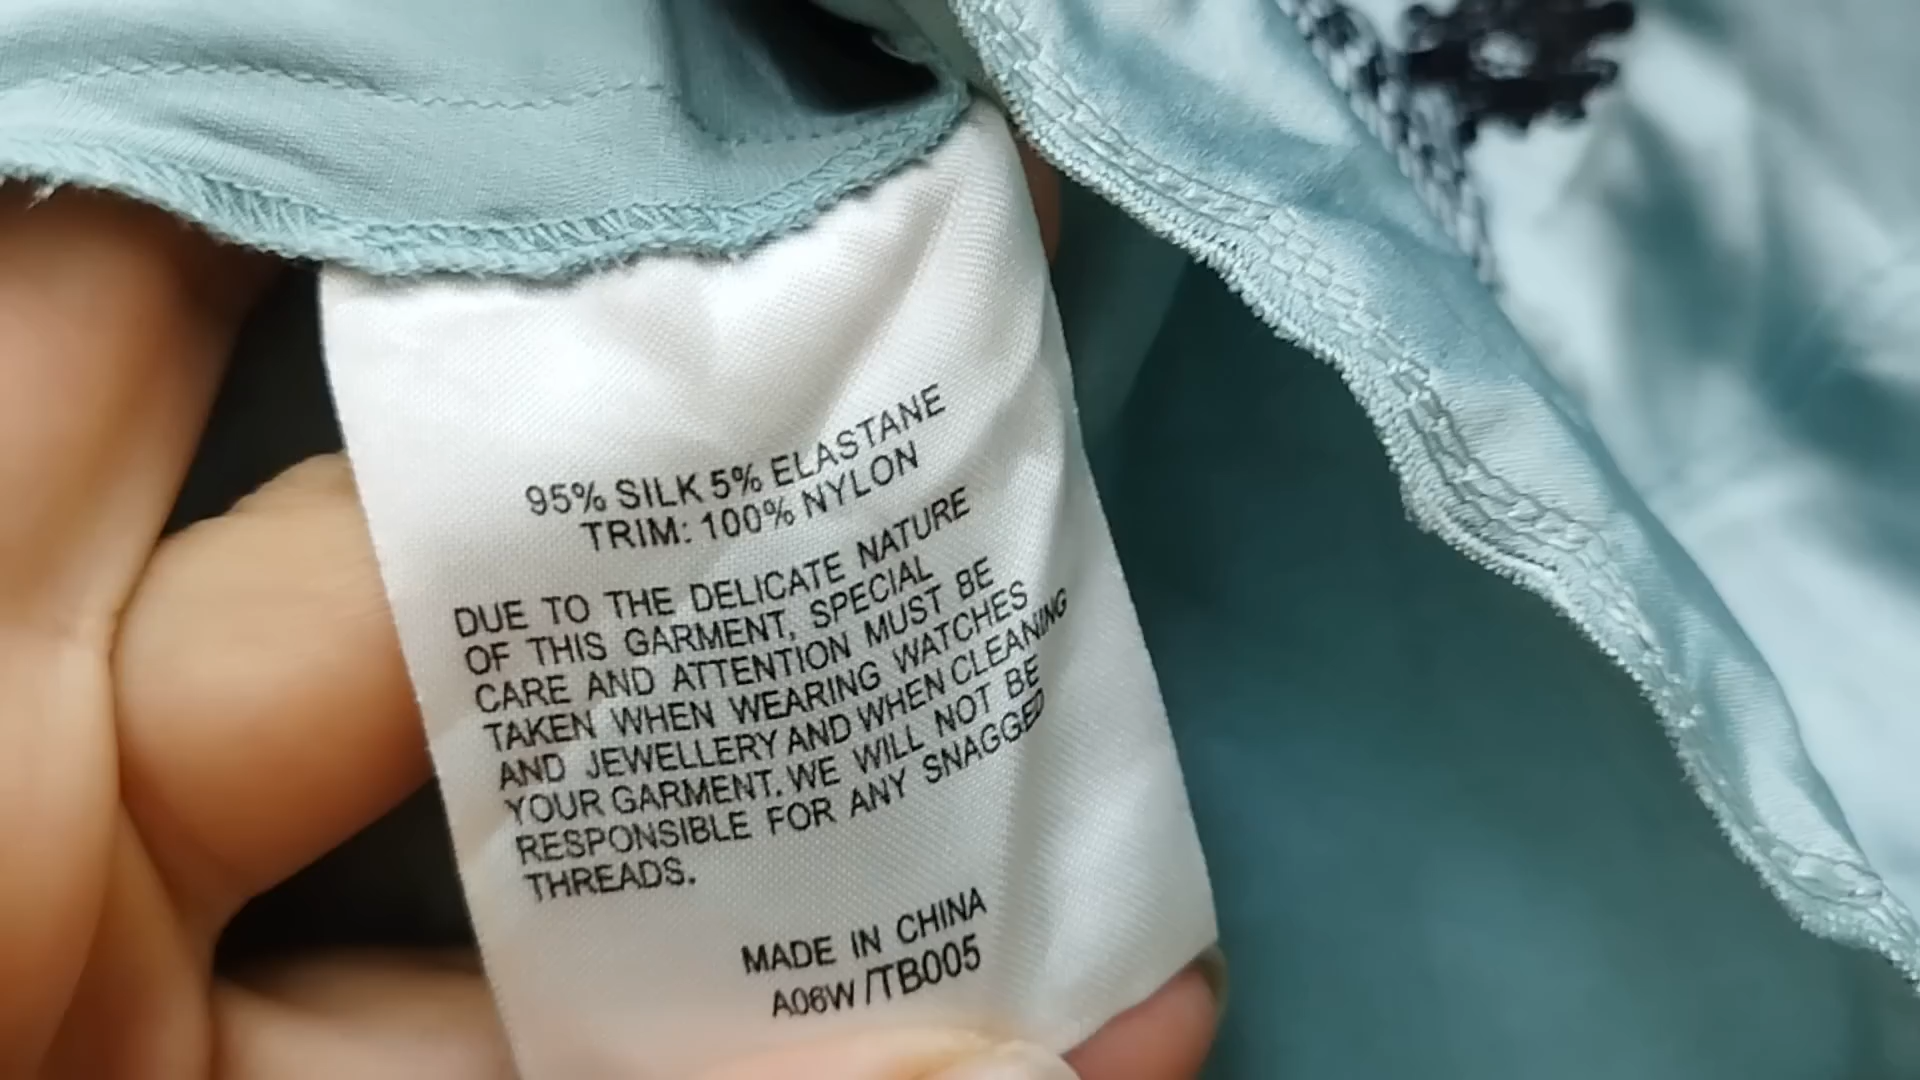 95% SILK 5% ELASTANE
TRIM: 100% NYLON
DUE TO THE DELICATE NATURE
OF THIS GARMENT, SPECIAL
CARE AND ATTENTION MUST BE
TAKEN WHEN WEARING WATCHES
AND JEWELLERY AND WHEN CLEANING
YOUR GARMENT. WE WILL NOT BE
RESPONSIBLE FOR ANY SNAGGED
THREADS.
MADE IN CHINA
A06W /TB005